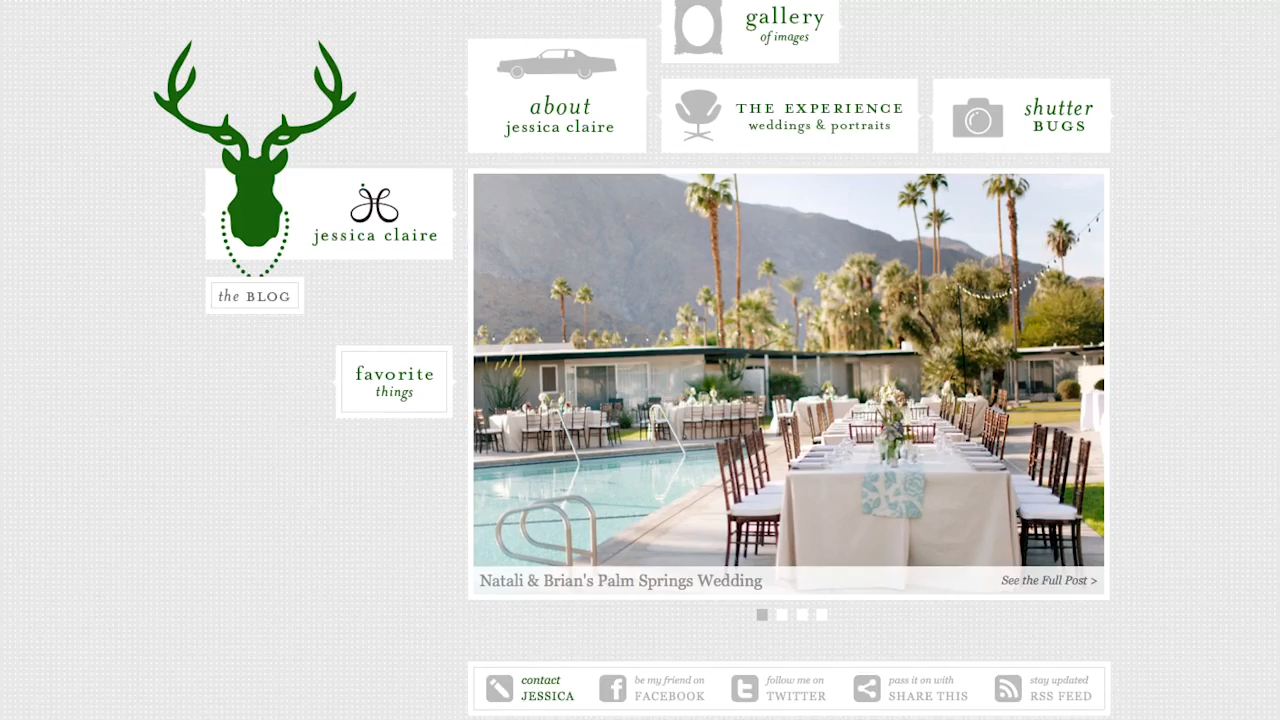 gallery
of images
about
jessica claire
THE EXPERIENCE
weddings & portraits
shutter
BUGS
jessica claire
the BLOG
favorite
things
Natali & Brian's Palm Springs Wedding
See the Full Post >
contact
JESSICA
be my friend on
FACEBOOK
follow me on
TWITTER
pass it on with
SHARE THIS
stay updated
RSS FEED